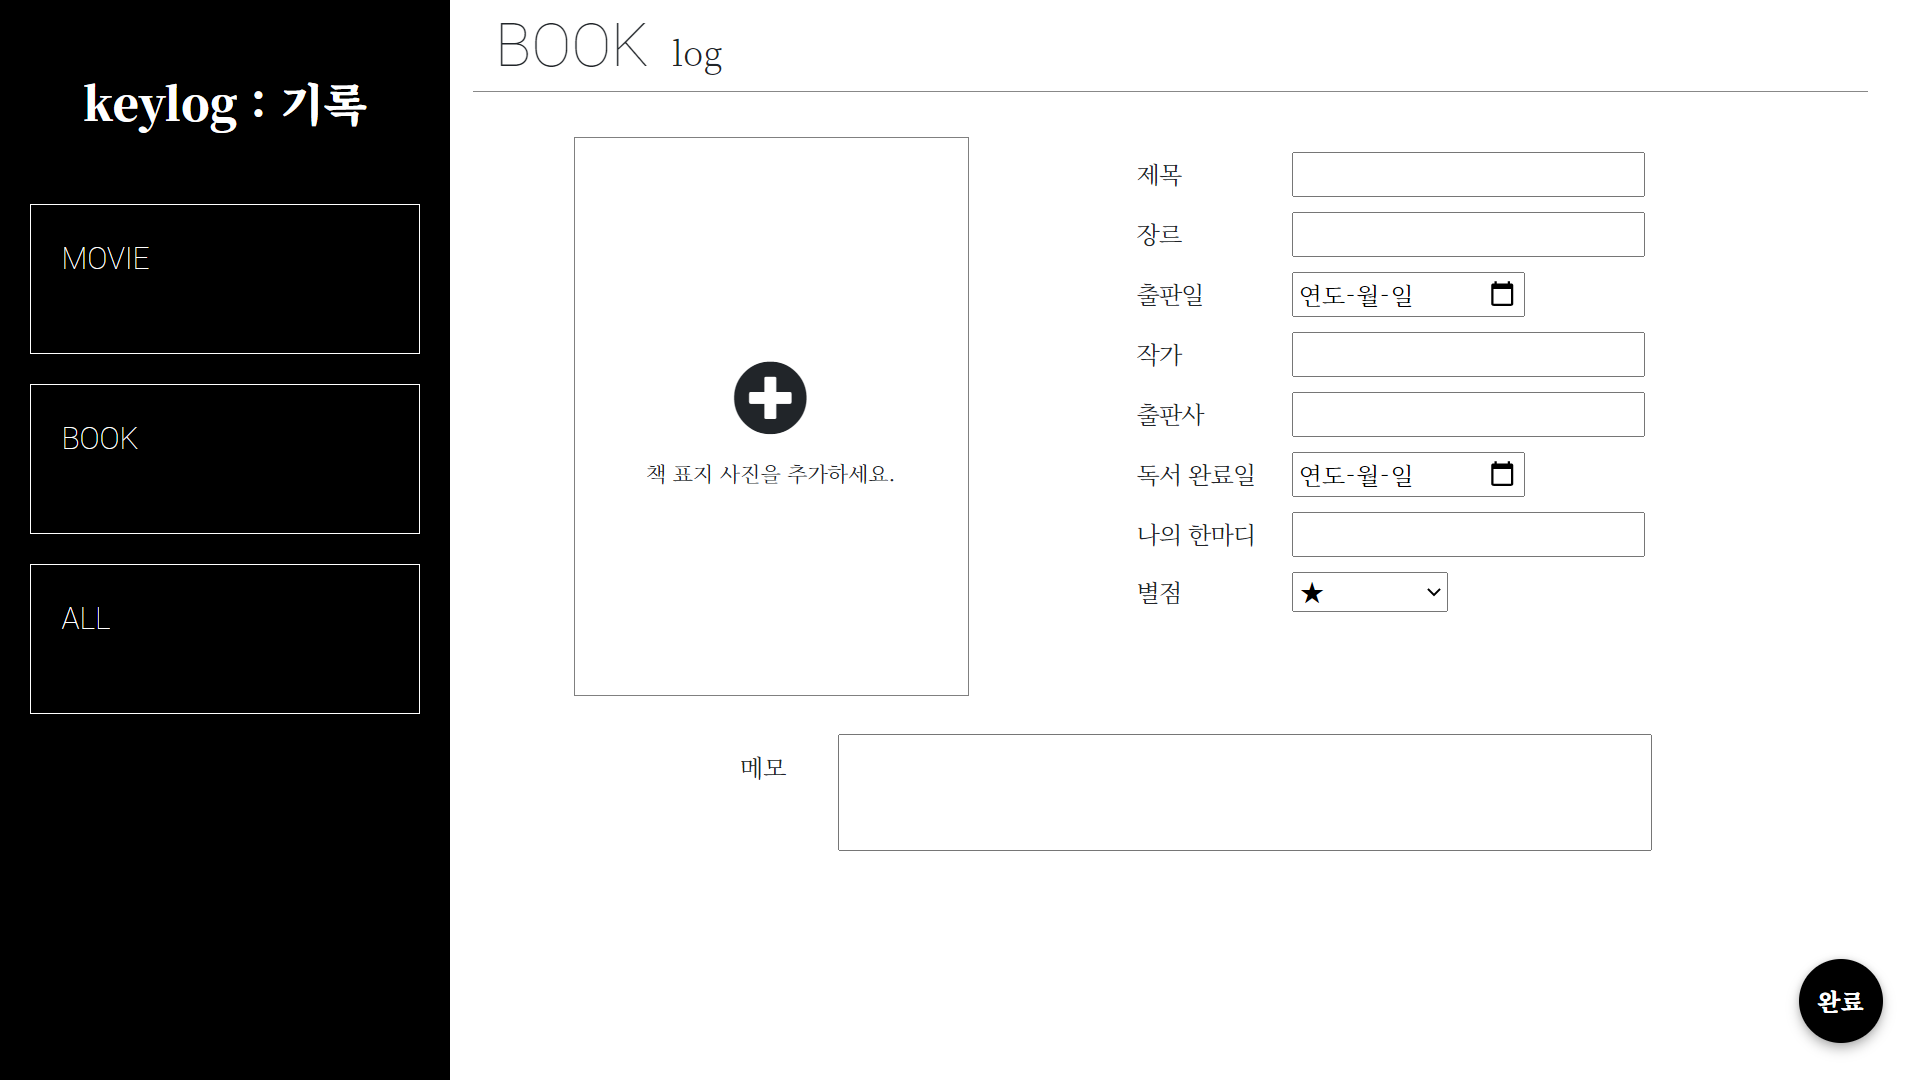 keylog : 기록
MOVIE
BOOK
ALL
BOOK log
책 표지 사진을 추가하세요.
제목
장르
출판일 연도-월-일
작가
출판사
독서 완료일 연도-월-일
나의 한마디
별점 ★
메모
완료